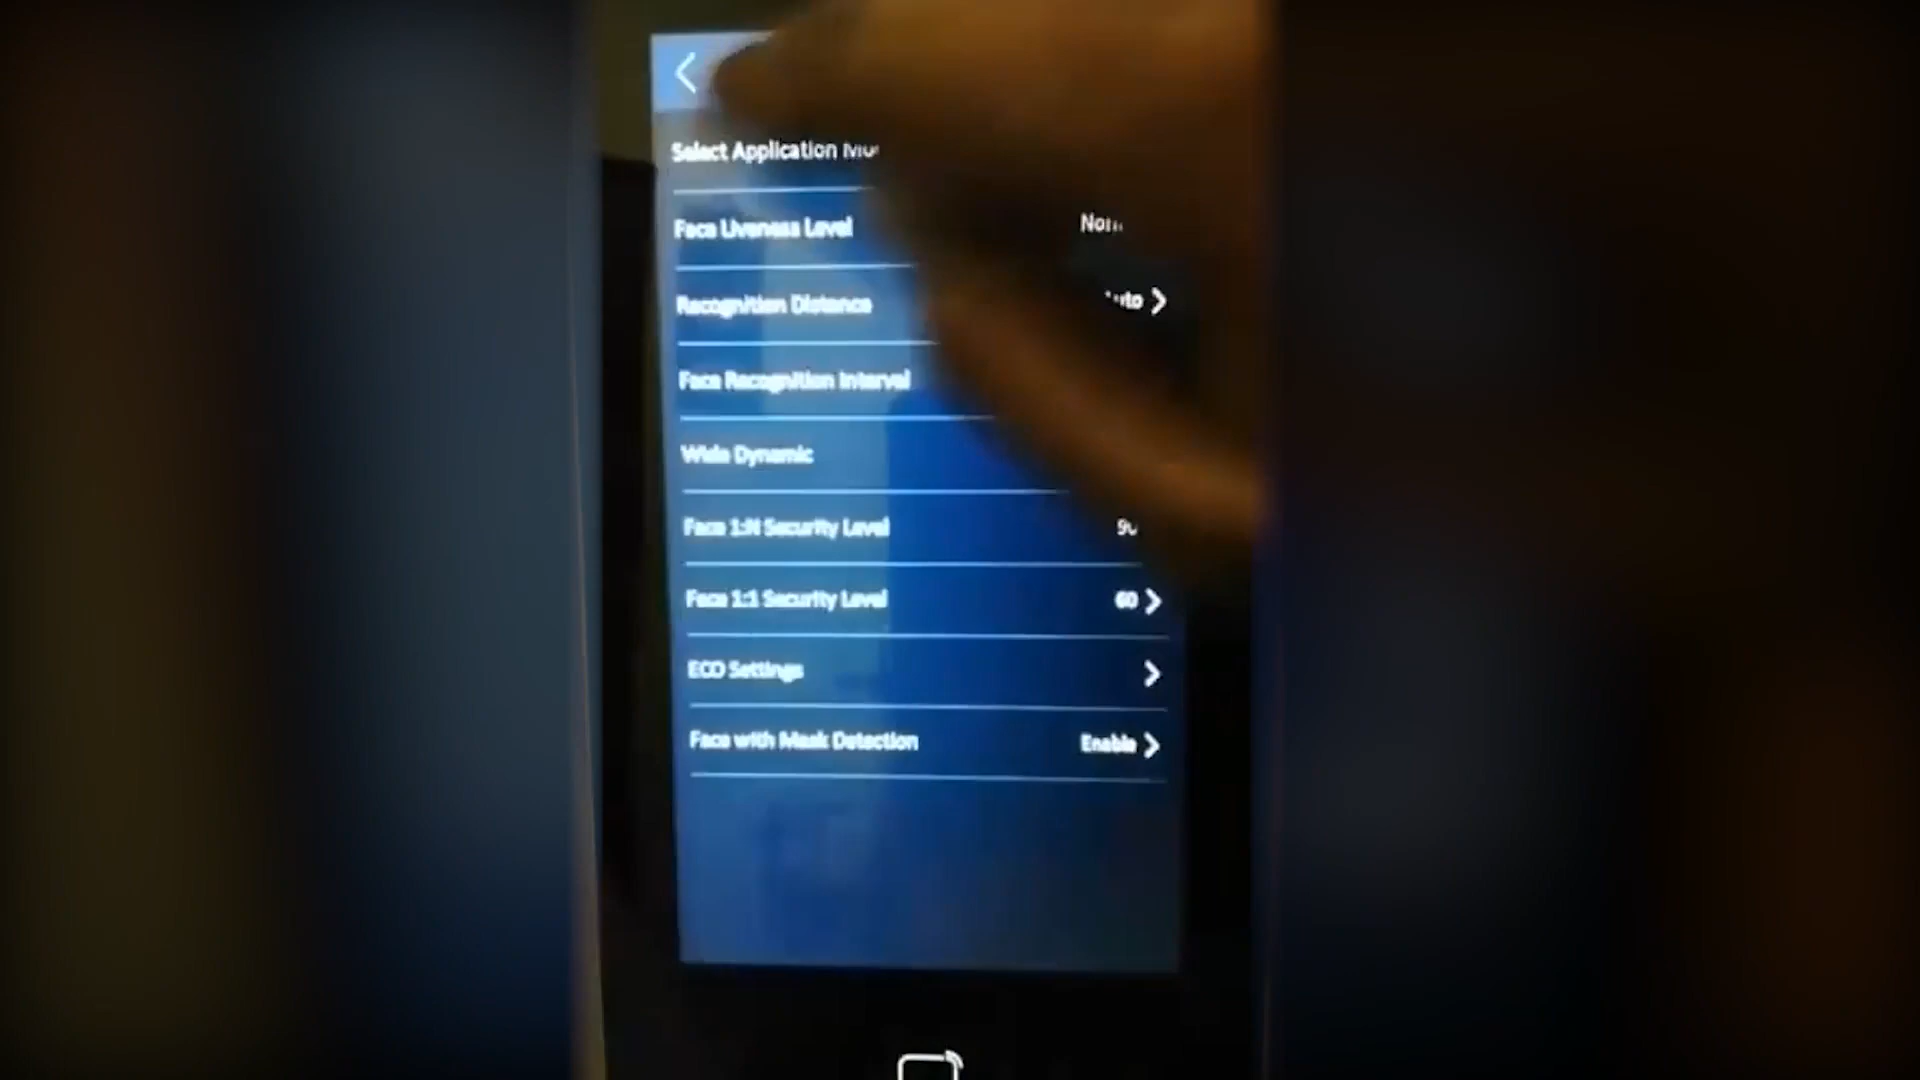 Select Application
Face Liveness Level
Recognition Distance
Face Recognition Interval
Wide Dynamic
Face 1:N Security Level
Face 1:1 Security Level 60
ECO Settings
Face with Mask Detection Enable